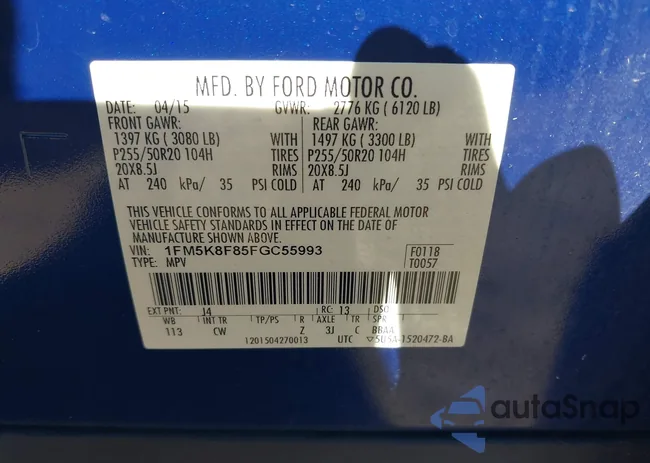 MFD. BY FORD MOTOR CO.
DATE: 04/15 GVWR: 2776 KG ( 6120 LB)
FRONT GAWR: REAR GAWR:
1397 KG ( 3080 LB) WITH 1497 KG ( 3300 LB) WITH
P255/50R20 104H TIRES P255/50R20 104H TIRES
20X8.5J RIMS 20X8.5J RIMS
AT 240 kPa/ 35 PSI COLD AT 240 kPa/ 35 PSI COLD
THIS VEHICLE CONFORMS TO ALL APPLICABLE FEDERAL MOTOR
VEHICLE SAFETY STANDARDS IN EFFECT ON THE DATE OF
MANUFACTURE SHOWN ABOVE.
VIN: 1FM5K8F85FGC55993 F0118
TYPE: MPV T0057
EXT PNT: J4 RC: 13 DSO:
WB INT TR TP/PS R AXLE TR SPR
113 CW Z 3J C BBAA
1201504270013 UTC ▽5U5A-1520472-BA
autoSnap